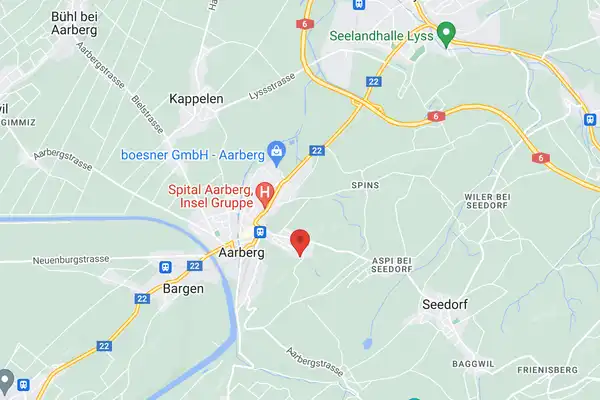 Bühl bei
Aarberg
6
Seelandhalle Lyss
Aarbergstrasse
Bielstrasse
Lyssstrasse
22
Kappelen
GIMMIZ
6
22
boesner GmbH - Aarberg
6
Aarbergstrasse
Spital Aarberg,
Insel Gruppe
H
SPINS
WILER BEI
SEEDORF
Neuenburgstrasse
Aarberg
22
ASPI BEI
SEEDORF
Bargen
22
Seedorf
22
Aarbergstrasse
BAGGWIL
FRIENISBERG